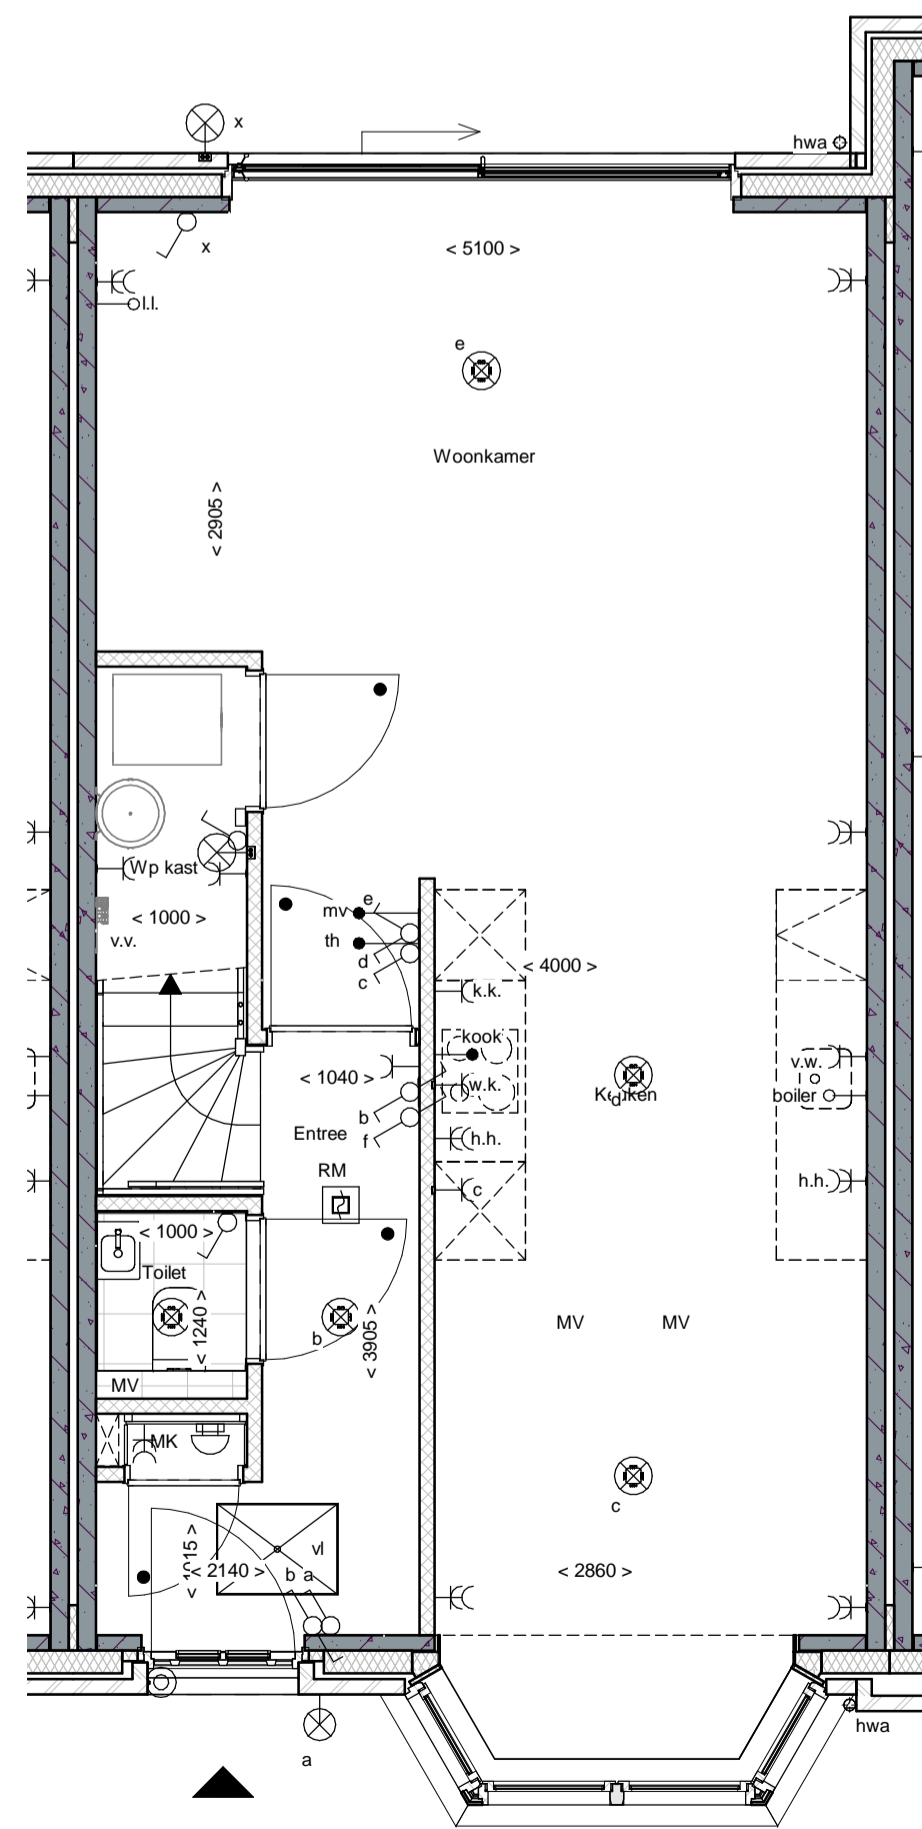 x
hwa
x
< 5100 >
l.l.
e
Woonkamer
< 2905 >
Wp kast
< 1000 >
v.v.
mv
e
th
d
c
< 4000 >
k.k.
kook
w.k.
h.h.
c
< 1040 >
b
f
Entree
RM
Keuken
d
v.w.
boiler
h.h.
< 1000 >
Toilet
< 1240 >
b
< 3905 >
MV
MV
MV
MK
c
vl
< 2140 >
b a
< 2860 >
a
hwa